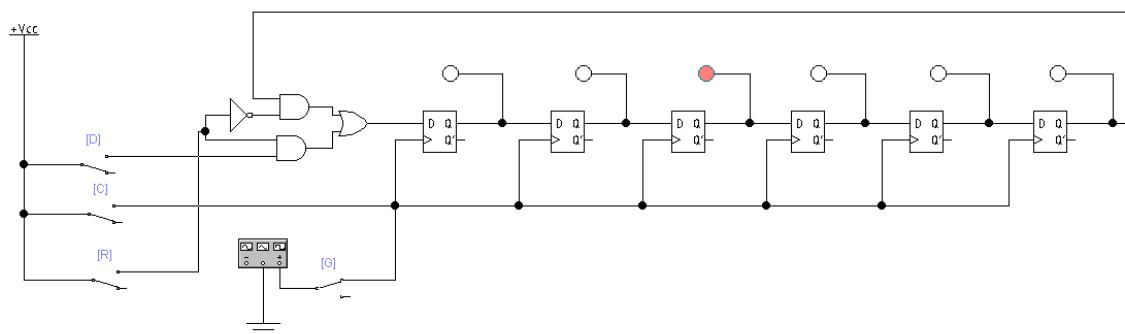 +Vcc
[D]
[C]
[R]
[G]
− +
D Q Q' D Q Q' D Q Q' D Q Q' D Q Q' D Q Q'